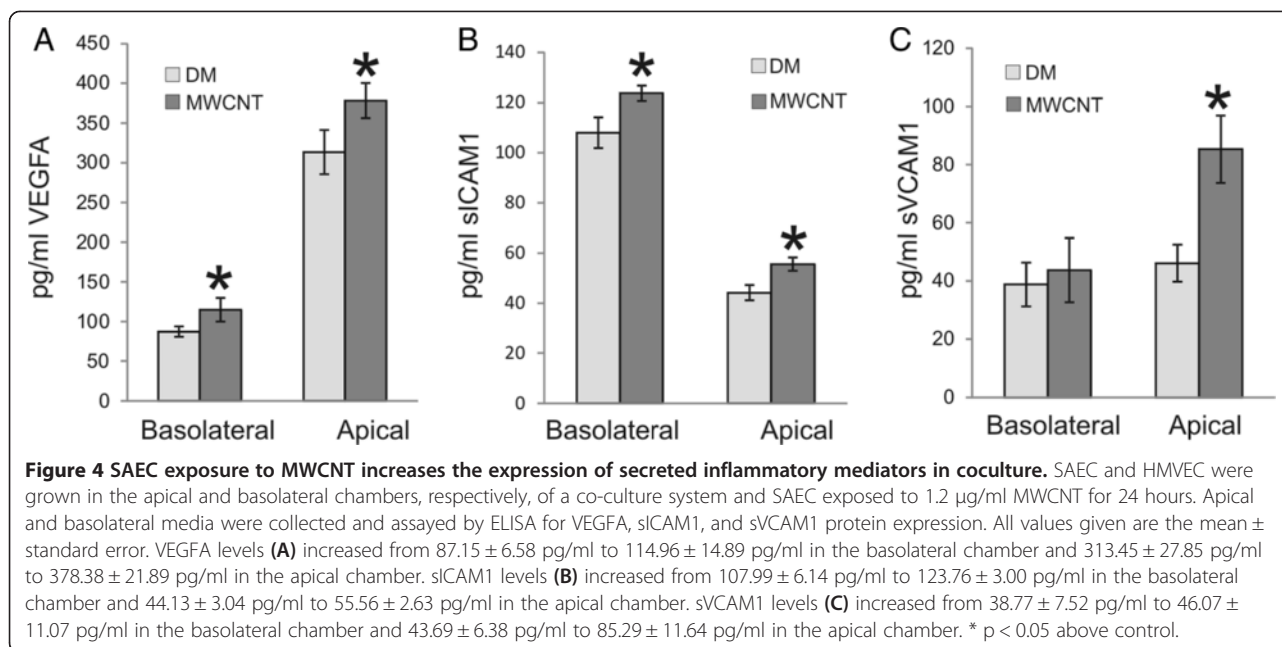 A
450
400
350
300
250
200
150
100
50
0
pg/ml VEGFA
DM
MWCNT
*
*
Basolateral Apical
B
140
120
100
80
60
40
20
0
pg/ml sICAM1
DM
MWCNT
*
*
Basolateral Apical
C
120
100
80
60
40
20
0
pg/ml sVCAM1
DM
MWCNT
*
Basolateral Apical
Figure 4 SAEC exposure to MWCNT increases the expression of secreted inflammatory mediators in coculture. SAEC and HMVEC were
grown in the apical and basolateral chambers, respectively, of a co-culture system and SAEC exposed to 1.2 μg/ml MWCNT for 24 hours. Apical
and basolateral media were collected and assayed by ELISA for VEGFA, sICAM1, and sVCAM1 protein expression. All values given are the mean ±
standard error. VEGFA levels (A) increased from 87.15 ± 6.58 pg/ml to 114.96 ± 14.89 pg/ml in the basolateral chamber and 313.45 ± 27.85 pg/ml
to 378.38 ± 21.89 pg/ml in the apical chamber. sICAM1 levels (B) increased from 107.99 ± 6.14 pg/ml to 123.76 ± 3.00 pg/ml in the basolateral
chamber and 44.13 ± 3.04 pg/ml to 55.56 ± 2.63 pg/ml in the apical chamber. sVCAM1 levels (C) increased from 38.77 ± 7.52 pg/ml to 46.07 ±
11.07 pg/ml in the basolateral chamber and 43.69 ± 6.38 pg/ml to 85.29 ± 11.64 pg/ml in the apical chamber. * p < 0.05 above control.